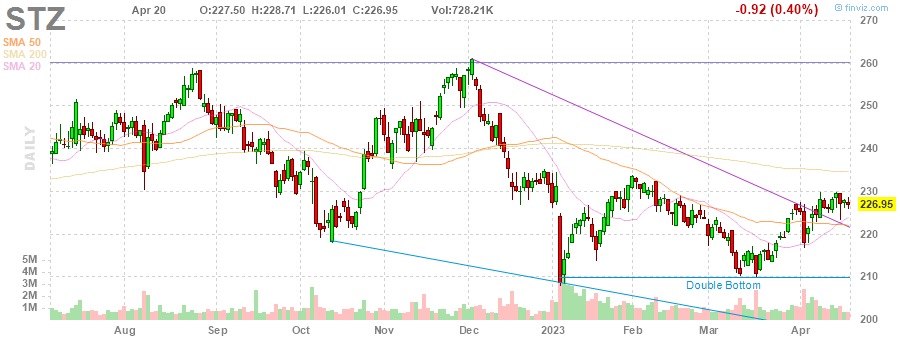 STZ Apr 20 O:227.50 H:228.71 L:226.01 C:226.95 Vol:728.21K -0.92 (0.40%) finviz.com
SMA 50
SMA 200
SMA 20
DAILY
270
260
250
240
230
226.95
220
210
200
5M
4M
3M
2M
1M
Double Bottom
Aug Sep Oct Nov Dec 2023 Feb Mar Apr